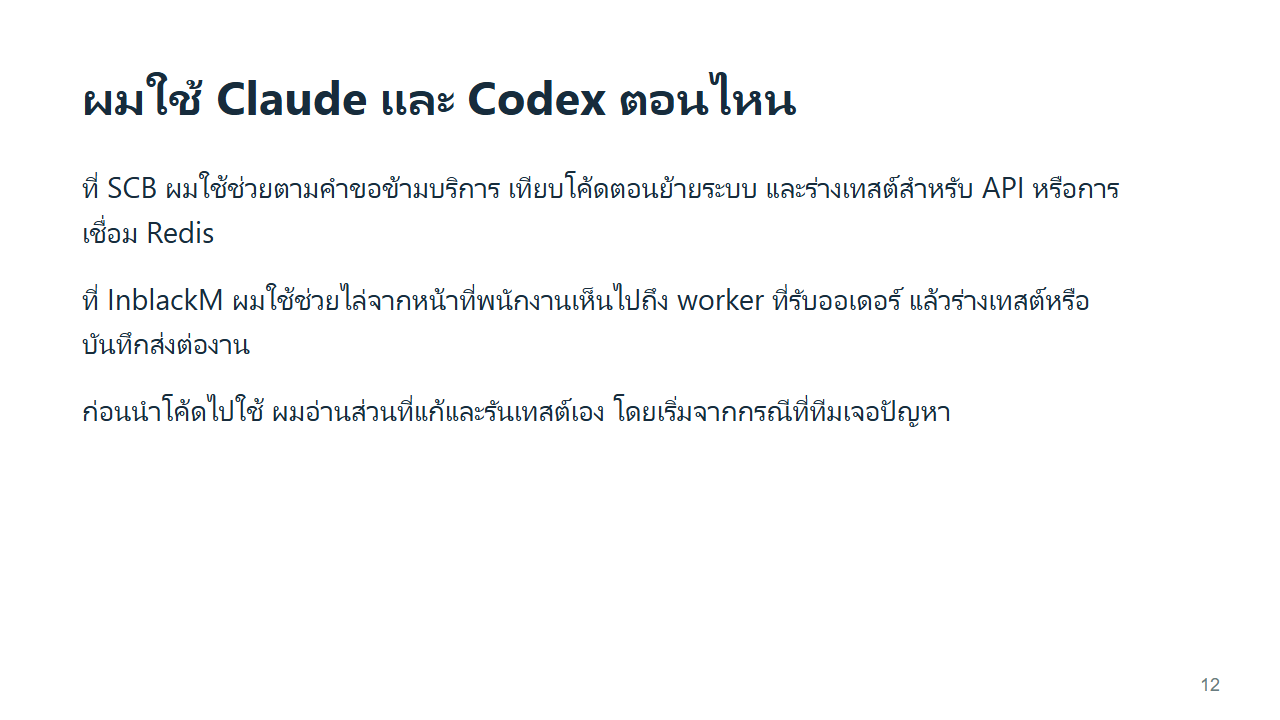 ผมใช้ Claude และ Codex ตอนไหน
ที่ SCB ผมใช้ช่วยตามคำขอข้ามบริการ เทียบโค้ดตอนย้ายระบบ และร่างเทสต์สำหรับ API หรือการ
เชื่อม Redis
ที่ InblackM ผมใช้ช่วยไล่จากหน้าที่พนักงานเห็นไปถึง worker ที่รับออเดอร์ แล้วร่างเทสต์หรือ
บันทึกส่งต่องาน
ก่อนนำโค้ดไปใช้ ผมอ่านส่วนที่แก้และรันเทสต์เอง โดยเริ่มจากกรณีที่ทีมเจอปัญหา
12